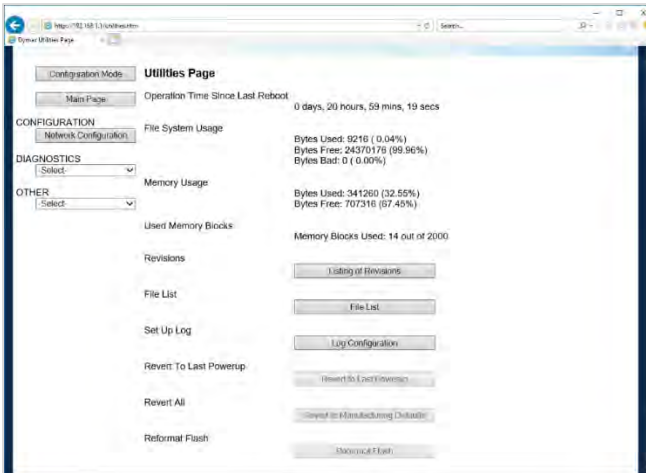 Search...
Dymec Utilities Page
Configuration Mode
Main Page
CONFIGURATION
Network Configuration
DIAGNOSTICS
-Select-
OTHER
-Select-
Utilities Page
Operation Time Since Last Reboot
0 days, 20 hours, 59 mins, 19 secs
File System Usage
Bytes Used: 9216 ( 0.04%)
Bytes Free: 24370176 (99.96%)
Bytes Bad: 0 ( 0.00%)
Memory Usage
Bytes Used: 341260 (32.55%)
Bytes Free: 707316 (67.45%)
Used Memory Blocks
Memory Blocks Used: 14 out of 2000
Revisions
Listing of Revisions
File List
File List
Set Up Log
Log Configuration
Revert To Last Powerup
Revert to Last Powerup
Revert All
Revert to Manufacturing Defaults
Reformat Flash
Reformat Flash